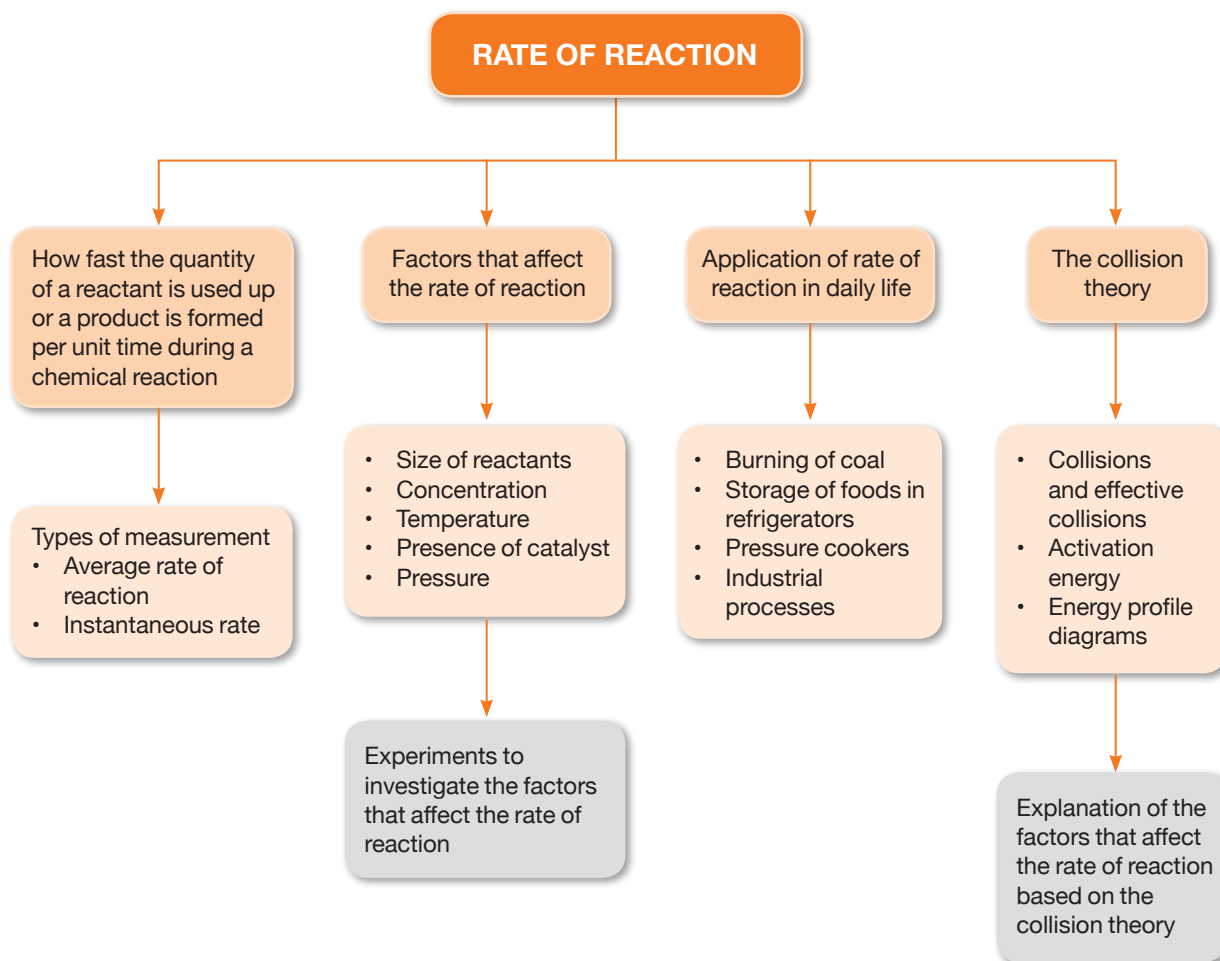 RATE OF REACTION
How fast the quantity
of a reactant is used up
or a product is formed
per unit time during a
chemical reaction
Types of measurement
• Average rate of
reaction
• Instantaneous rate
Factors that affect
the rate of reaction
• Size of reactants
• Concentration
• Temperature
• Presence of catalyst
• Pressure
Experiments to
investigate the factors
that affect the rate of
reaction
Application of rate of
reaction in daily life
• Burning of coal
• Storage of foods in
refrigerators
• Pressure cookers
• Industrial
processes
The collision
theory
• Collisions
and effective
collisions
• Activation
energy
• Energy profile
diagrams
Explanation of the
factors that affect
the rate of reaction
based on the
collision theory